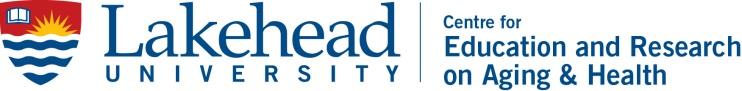 Lakehead
UNIVERSITY
Centre for
Education and Research
on Aging & Health